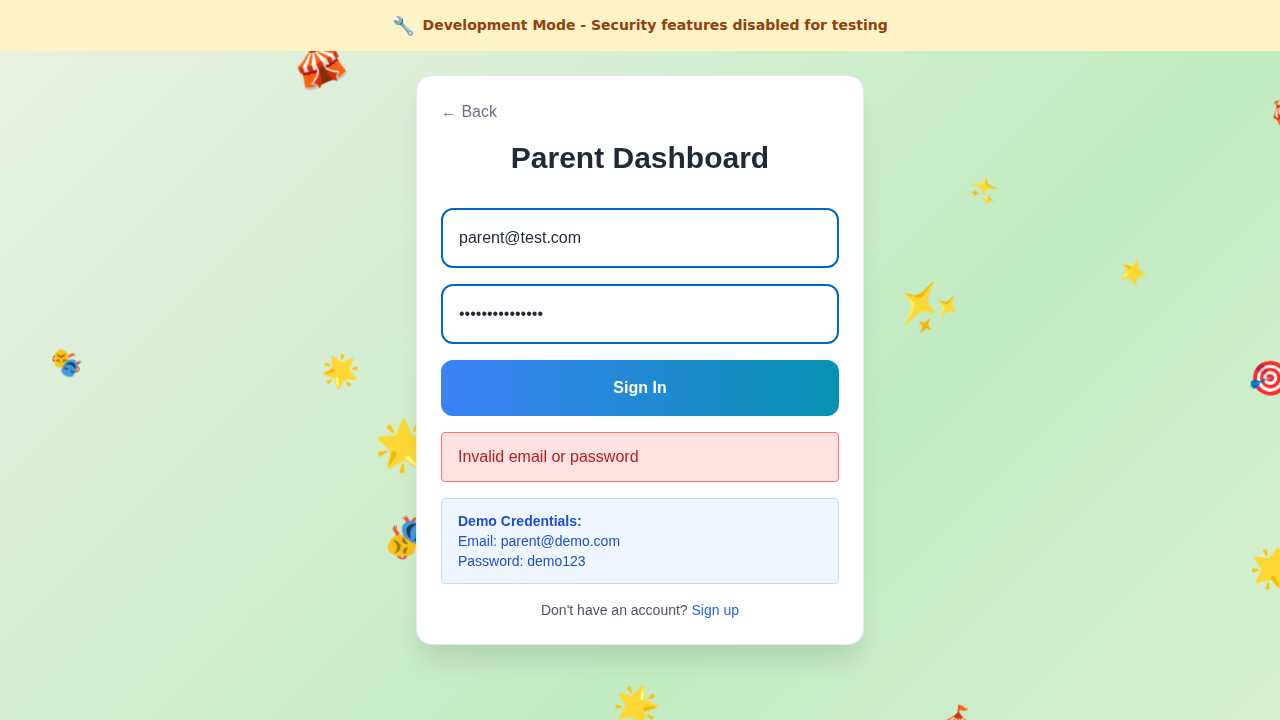 🔧 Development Mode - Security features disabled for testing
← Back
Parent Dashboard
parent@test.com
•••••••••••••••
Sign In
Invalid email or password
Demo Credentials:
Email: parent@demo.com
Password: demo123
Don't have an account? Sign up